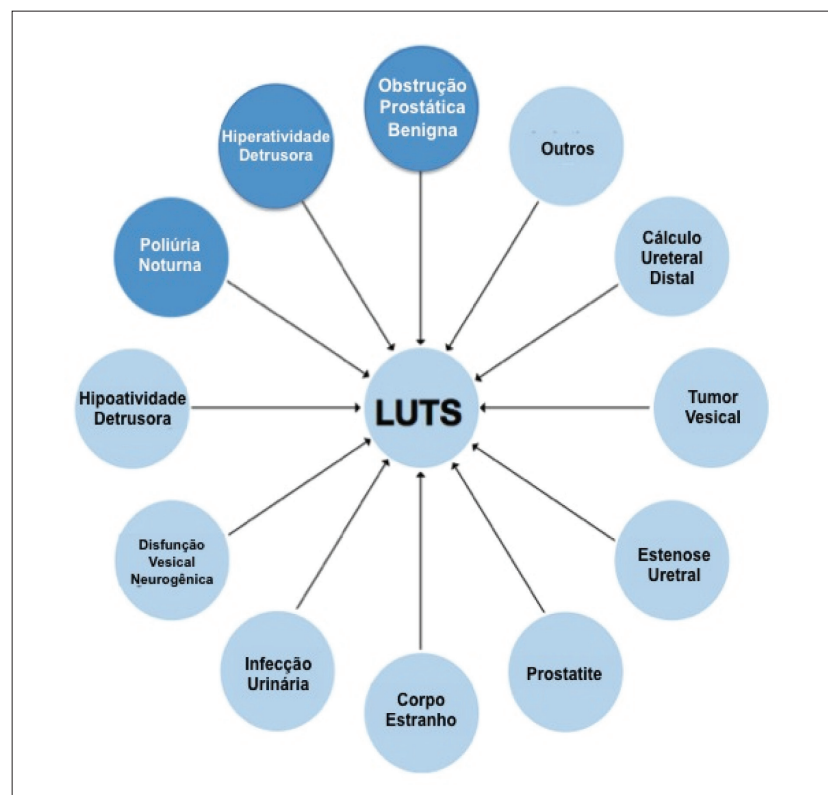 Obstrução
Prostática
Benigna
Outros
Cálculo
Ureteral
Distal
Tumor
Vesical
Estenose
Uretral
Prostatite
Corpo
Estranho
Infecção
Urinária
Disfunção
Vesical
Neurogênica
Hipoatividade
Detrusora
Poliúria
Noturna
Hiperatividade
Detrusora
LUTS